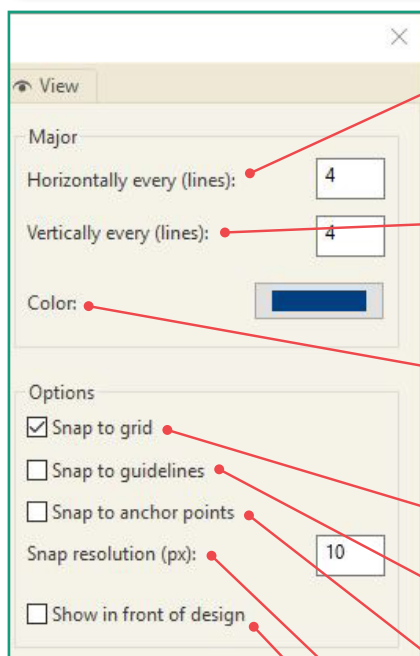 View
Major
Horizontally every (lines): 4
Vertically every (lines): 4
Color:
Options
Snap to grid
Snap to guidelines
Snap to anchor points
Snap resolution (px): 10
Show in front of design